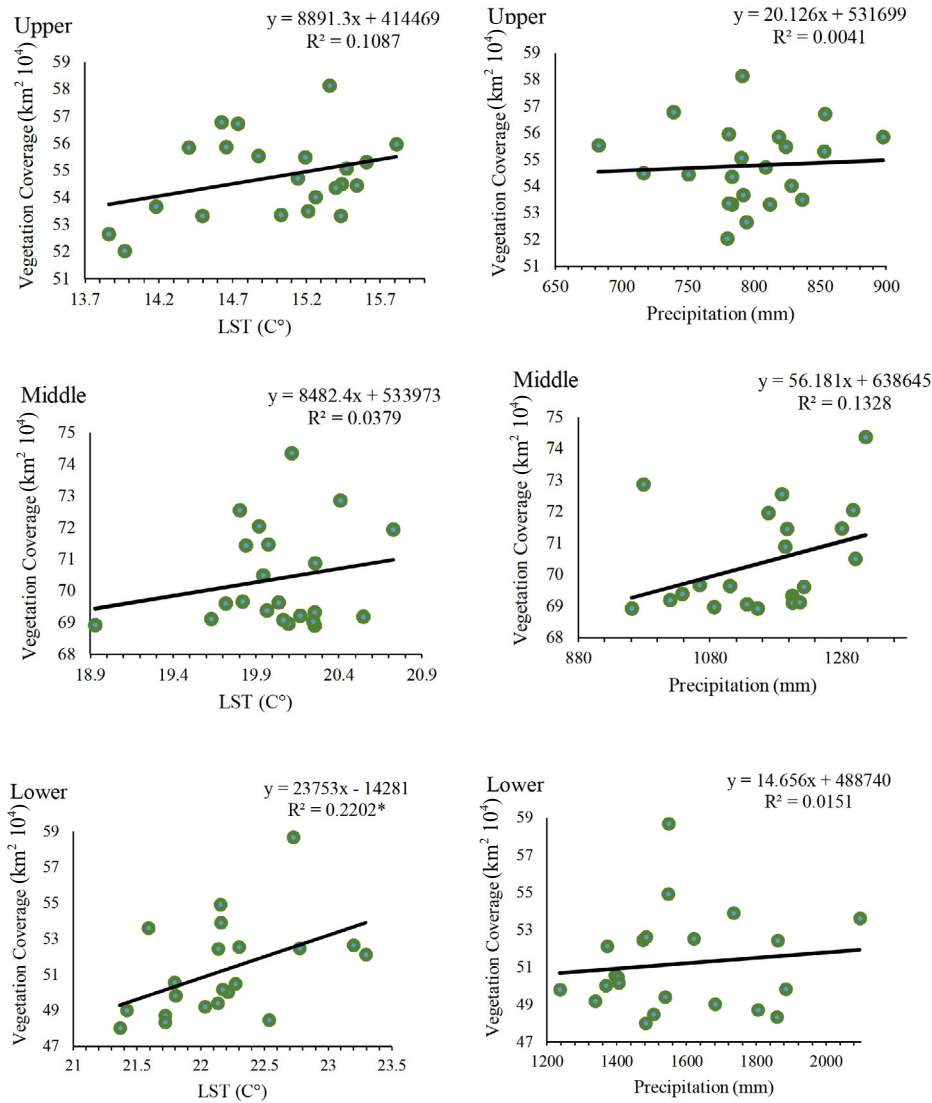 Upper
y = 8891.3x + 414469
R² = 0.1087
Vegetation Coverage (km² 10⁴)
59
58
57
56
55
54
53
52
51
13.7 14.2 14.7 15.2 15.7
LST (C°)
Upper
y = 20.126x + 531699
R² = 0.0041
Vegetation Coverage (km² 10⁴)
59
58
57
56
55
54
53
52
51
650 700 750 800 850 900
Precipitation (mm)
Middle
y = 8482.4x + 533973
R² = 0.0379
Vegetation Coverage (km² 10⁴)
75
74
73
72
71
70
69
68
18.9 19.4 19.9 20.4 20.9
LST (C°)
Middle
y = 56.181x + 638645
R² = 0.1328
Vegetation Coverage (km² 10⁴)
75
74
73
72
71
70
69
68
880 1080 1280
Precipitation (mm)
Lower
y = 23753x - 14281
R² = 0.2202*
Vegetation Coverage (km² 10⁴)
59
57
55
53
51
49
47
21 21.5 22 22.5 23 23.5
LST (C°)
Lower
y = 14.656x + 488740
R² = 0.0151
Vegetation Coverage (km² 10⁴)
59
57
55
53
51
49
47
1200 1400 1600 1800 2000
Precipitation (mm)